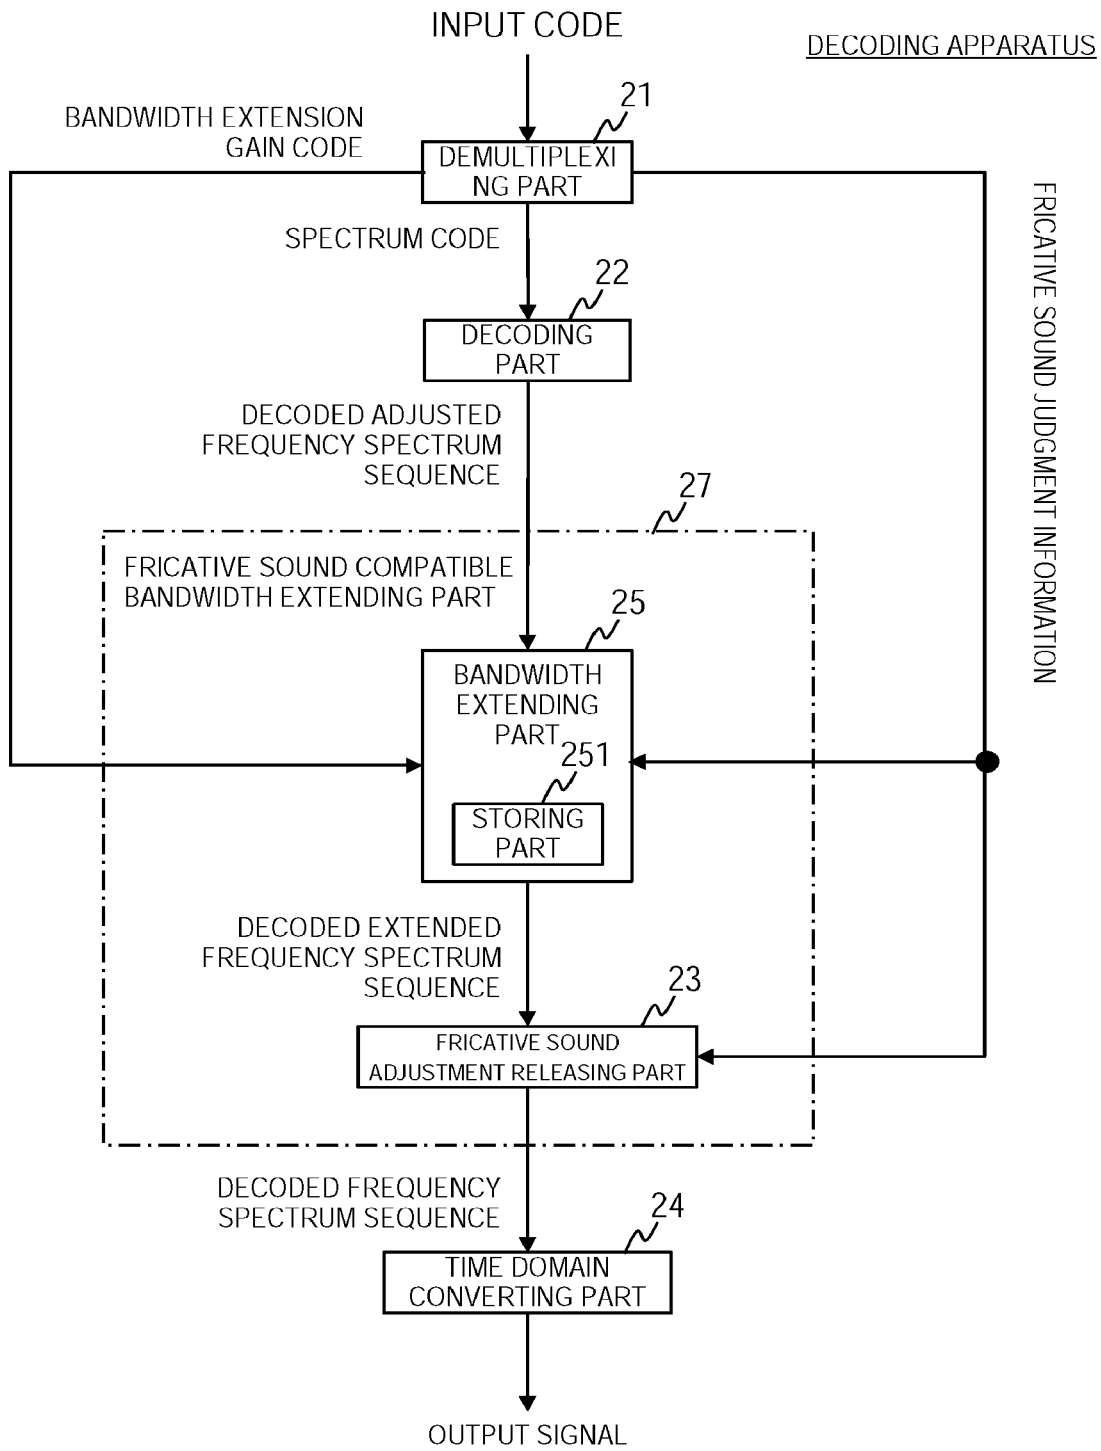 INPUT CODE
DECODING APPARATUS
BANDWIDTH EXTENSION
GAIN CODE
21
DEMULTIPLEXI
NG PART
SPECTRUM CODE
FRICATIVE SOUND JUDGMENT INFORMATION
22
DECODING
PART
DECODED ADJUSTED
FREQUENCY SPECTRUM
SEQUENCE
27
FRICATIVE SOUND COMPATIBLE
BANDWIDTH EXTENDING PART
25
BANDWIDTH
EXTENDING
PART
251
STORING
PART
DECODED EXTENDED
FREQUENCY SPECTRUM
SEQUENCE
23
FRICATIVE SOUND
ADJUSTMENT RELEASING PART
DECODED FREQUENCY
SPECTRUM SEQUENCE
24
TIME DOMAIN
CONVERTING PART
OUTPUT SIGNAL